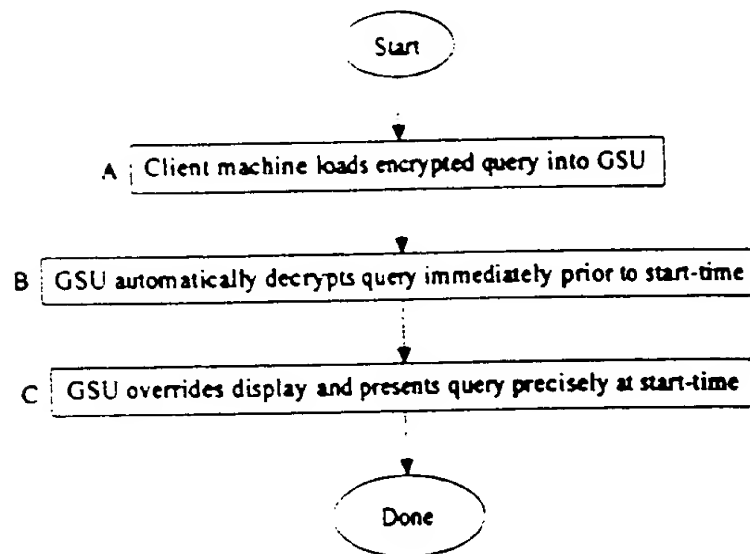 Start
A Client machine loads encrypted query into GSU
B GSU automatically decrypts query immediately prior to start-time
C GSU overrides display and presents query precisely at start-time
Done